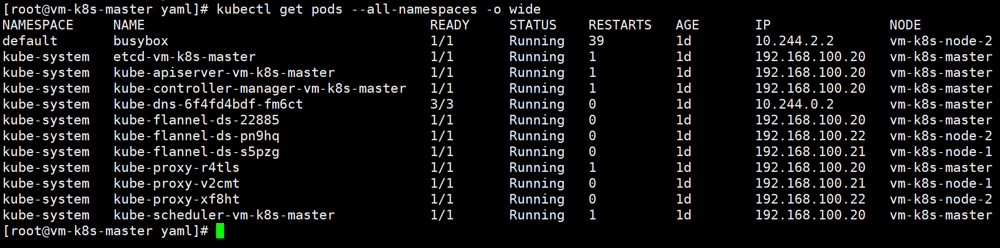 [root@vm-k8s-master yaml]# kubectl get pods --all-namespaces -o wide
NAMESPACE     NAME                                    READY     STATUS    RESTARTS   AGE       IP               NODE
default       busybox                                 1/1       Running   39         1d        10.244.2.2       vm-k8s-node-2
kube-system   etcd-vm-k8s-master                      1/1       Running   1          1d        192.168.100.20   vm-k8s-master
kube-system   kube-apiserver-vm-k8s-master            1/1       Running   1          1d        192.168.100.20   vm-k8s-master
kube-system   kube-controller-manager-vm-k8s-master   1/1       Running   1          1d        192.168.100.20   vm-k8s-master
kube-system   kube-dns-6f4fd4bdf-fm6ct                3/3       Running   0          1d        10.244.0.2       vm-k8s-master
kube-system   kube-flannel-ds-22885                   1/1       Running   0          1d        192.168.100.20   vm-k8s-master
kube-system   kube-flannel-ds-pn9hq                   1/1       Running   0          1d        192.168.100.22   vm-k8s-node-2
kube-system   kube-flannel-ds-s5pzg                   1/1       Running   0          1d        192.168.100.21   vm-k8s-node-1
kube-system   kube-proxy-r4tls                        1/1       Running   1          1d        192.168.100.20   vm-k8s-master
kube-system   kube-proxy-v2cmt                        1/1       Running   0          1d        192.168.100.21   vm-k8s-node-1
kube-system   kube-proxy-xf8ht                        1/1       Running   0          1d        192.168.100.22   vm-k8s-node-2
kube-system   kube-scheduler-vm-k8s-master            1/1       Running   1          1d        192.168.100.20   vm-k8s-master
[root@vm-k8s-master yaml]#